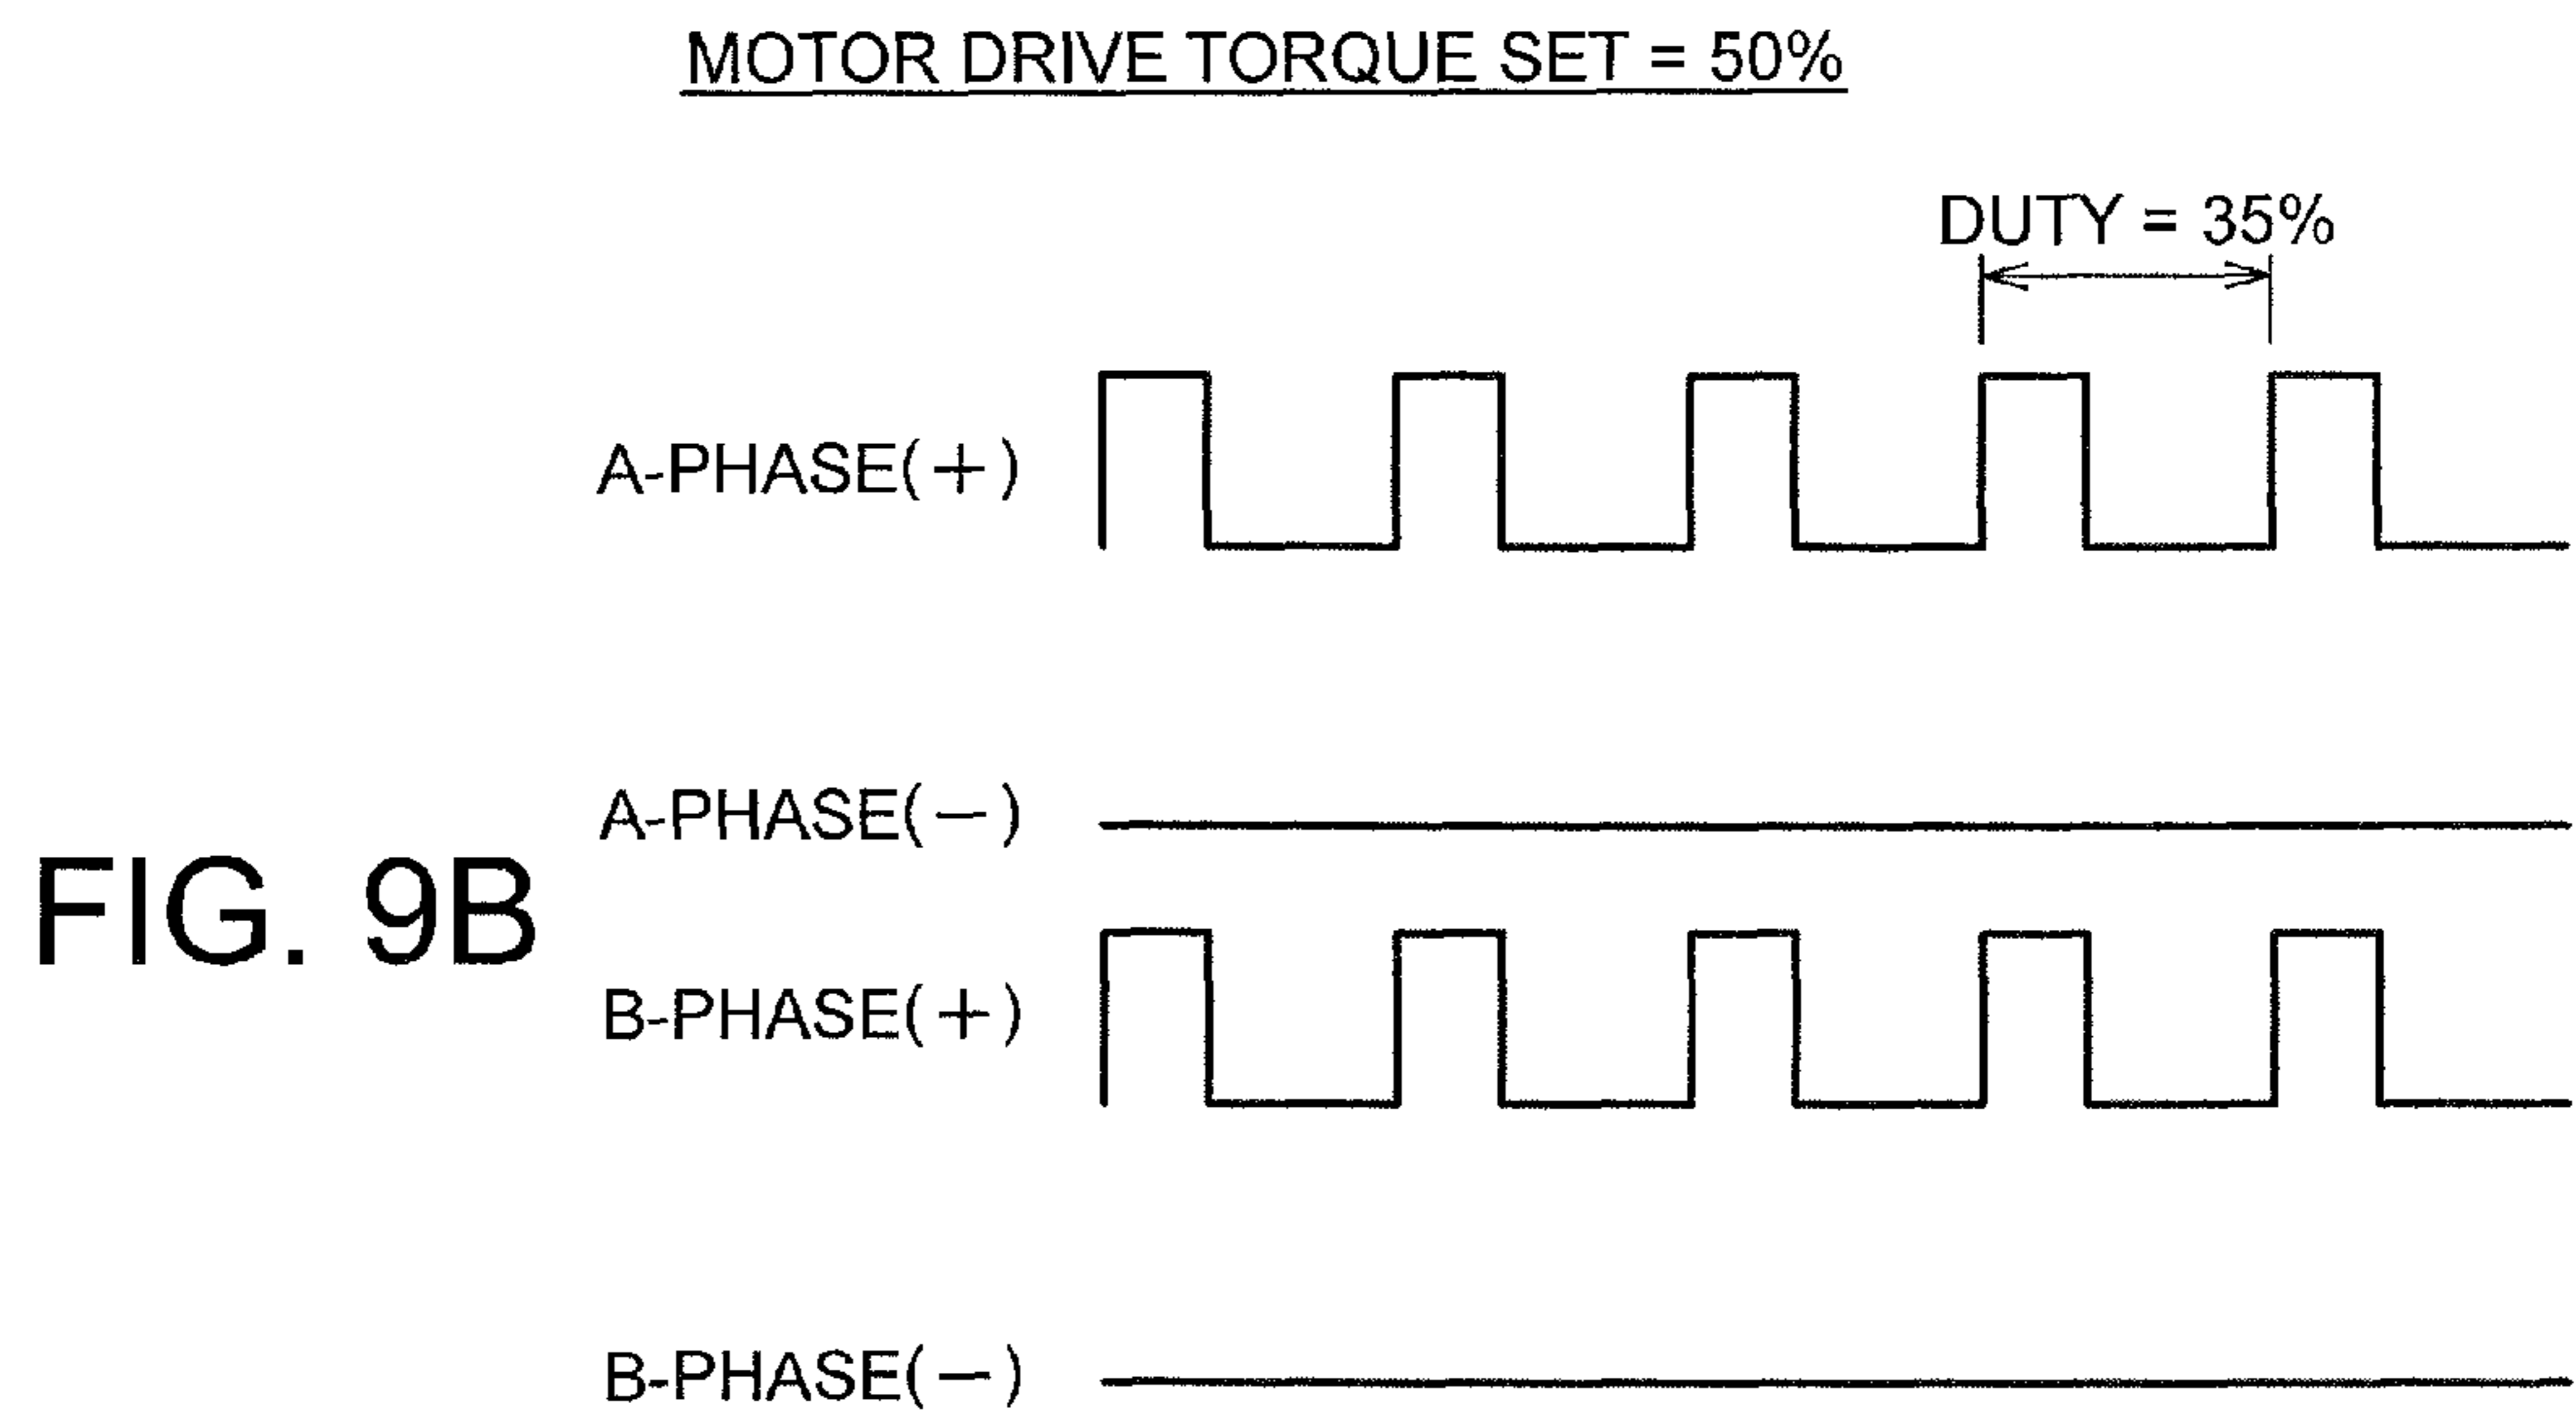 MOTOR DRIVE TORQUE SET = 50%
DUTY = 35%
A-PHASE(+)
A-PHASE(−)
FIG. 9B
B-PHASE(+)
B-PHASE(−)